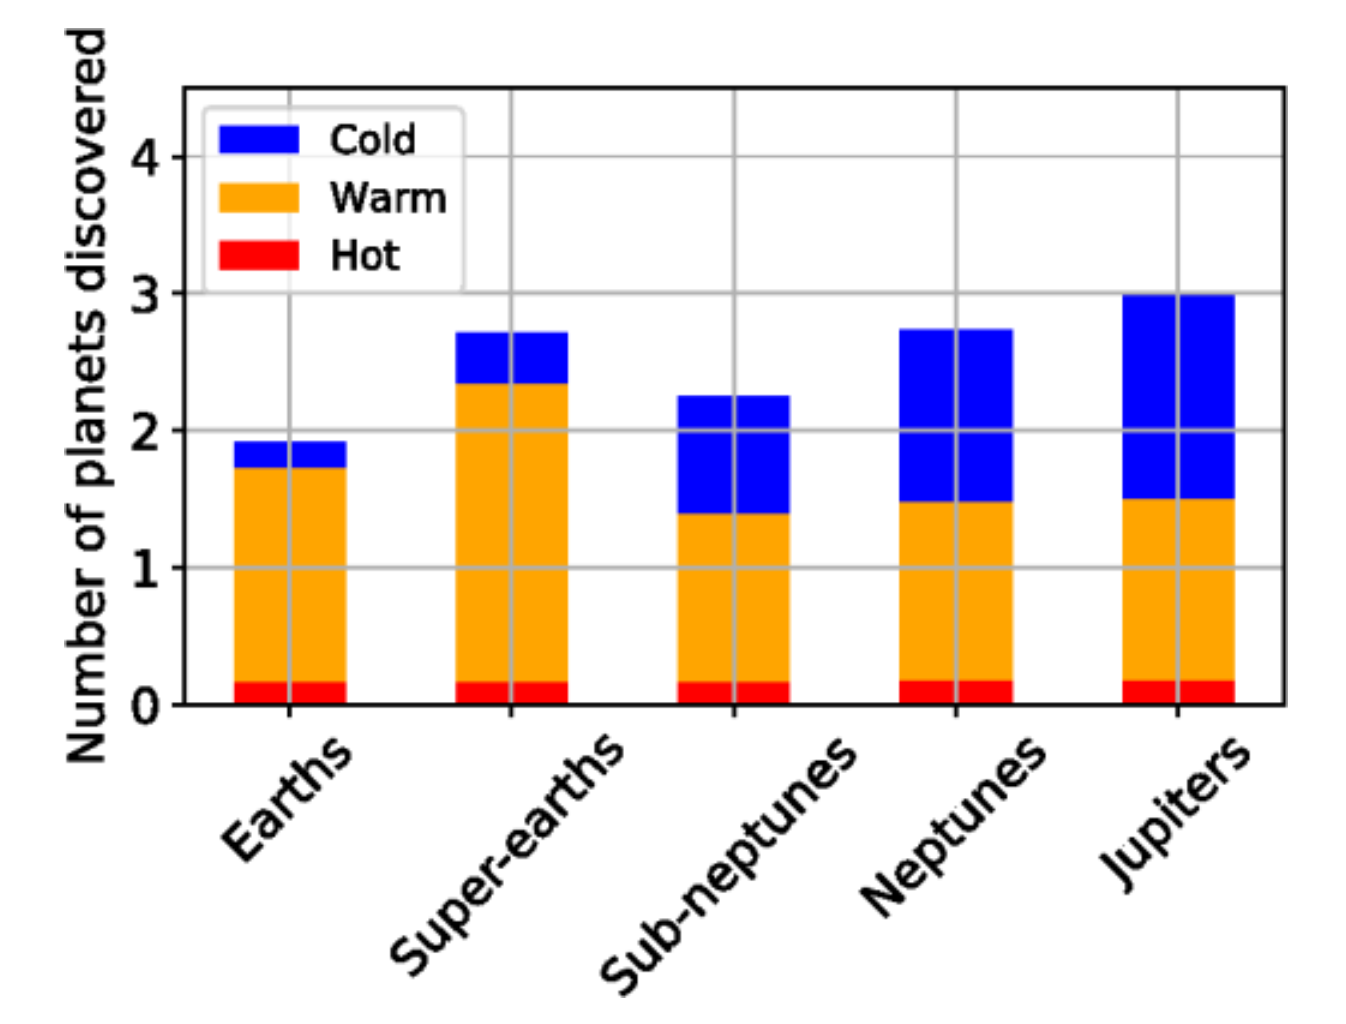 Number of planets discovered
Cold
Warm
Hot
4
3
2
1
0
Earths
Super-earths
Sub-neptunes
Neptunes
Jupiters